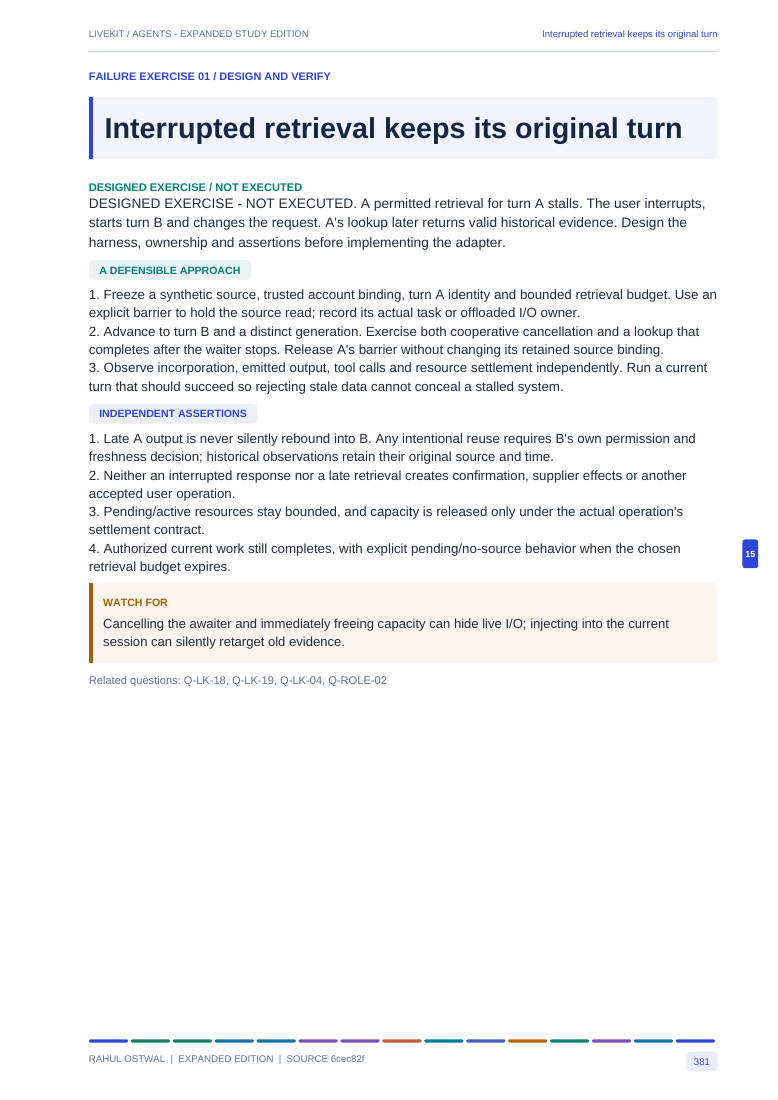 LIVEKIT / AGENTS - EXPANDED STUDY EDITION
Interrupted retrieval keeps its original turn
FAILURE EXERCISE 01 / DESIGN AND VERIFY
Interrupted retrieval keeps its original turn
DESIGNED EXERCISE / NOT EXECUTED
DESIGNED EXERCISE - NOT EXECUTED. A permitted retrieval for turn A stalls. The user interrupts,
starts turn B and changes the request. A's lookup later returns valid historical evidence. Design the
harness, ownership and assertions before implementing the adapter.
A DEFENSIBLE APPROACH
1. Freeze a synthetic source, trusted account binding, turn A identity and bounded retrieval budget. Use an
explicit barrier to hold the source read; record its actual task or offloaded I/O owner.
2. Advance to turn B and a distinct generation. Exercise both cooperative cancellation and a lookup that
completes after the waiter stops. Release A's barrier without changing its retained source binding.
3. Observe incorporation, emitted output, tool calls and resource settlement independently. Run a current
turn that should succeed so rejecting stale data cannot conceal a stalled system.
INDEPENDENT ASSERTIONS
1. Late A output is never silently rebound into B. Any intentional reuse requires B's own permission and
freshness decision; historical observations retain their original source and time.
2. Neither an interrupted response nor a late retrieval creates confirmation, supplier effects or another
accepted user operation.
3. Pending/active resources stay bounded, and capacity is released only under the actual operation's
settlement contract.
4. Authorized current work still completes, with explicit pending/no-source behavior when the chosen
retrieval budget expires.
15
WATCH FOR
Cancelling the awaiter and immediately freeing capacity can hide live I/O; injecting into the current
session can silently retarget old evidence.
Related questions: Q-LK-18, Q-LK-19, Q-LK-04, Q-ROLE-02
RAHUL OSTWAL | EXPANDED EDITION | SOURCE 6cec82f
381